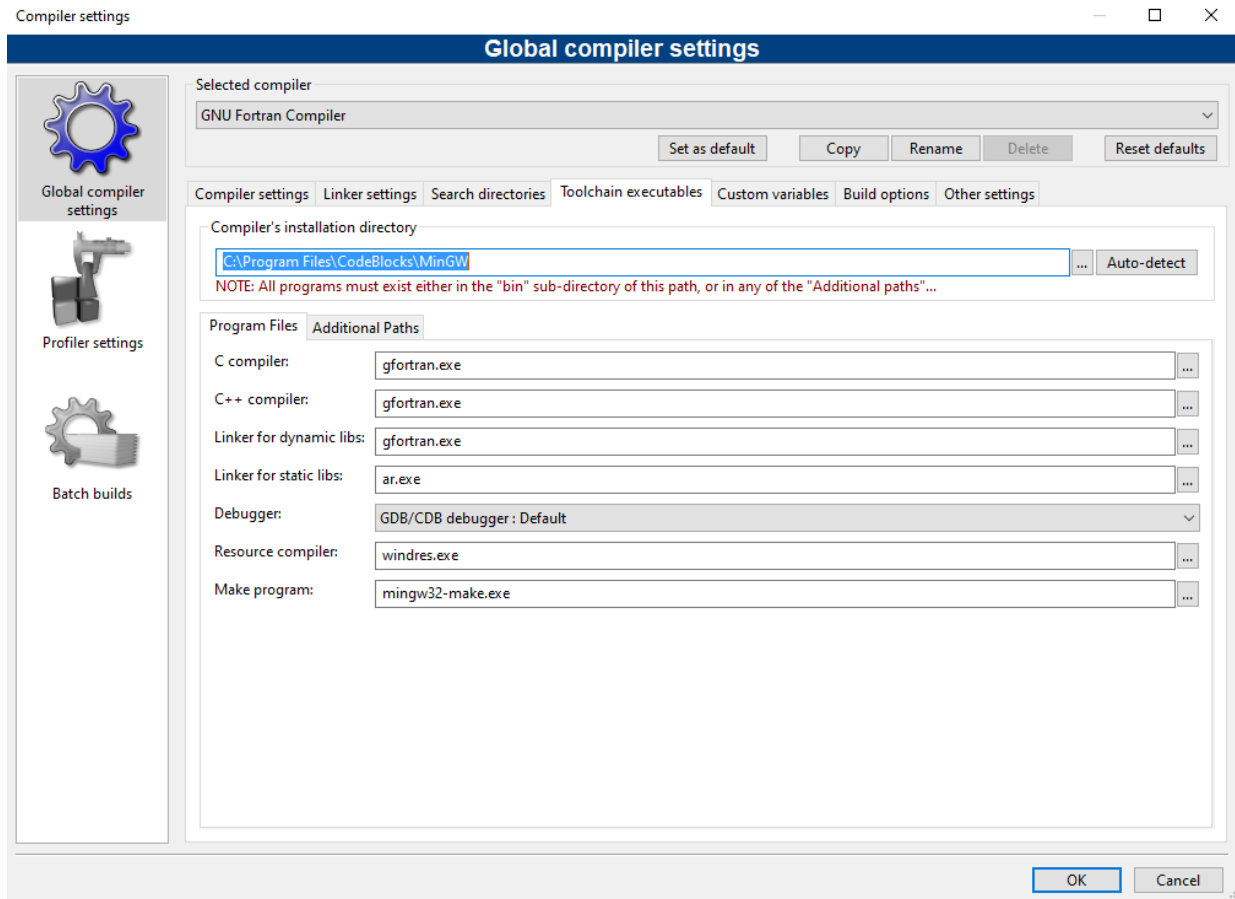 Compiler settings
Global compiler settings
Global compiler
settings
Profiler settings
Batch builds
Selected compiler
GNU Fortran Compiler
Set as default Copy Rename Delete Reset defaults
Compiler settings Linker settings Search directories Toolchain executables Custom variables Build options Other settings
Compiler's installation directory
C:\Program Files\CodeBlocks\MinGW ... Auto-detect
NOTE: All programs must exist either in the "bin" sub-directory of this path, or in any of the "Additional paths"...
Program Files Additional Paths
C compiler: gfortran.exe ...
C++ compiler: gfortran.exe ...
Linker for dynamic libs: gfortran.exe ...
Linker for static libs: ar.exe ...
Debugger: GDB/CDB debugger : Default
Resource compiler: windres.exe ...
Make program: mingw32-make.exe ...
OK Cancel